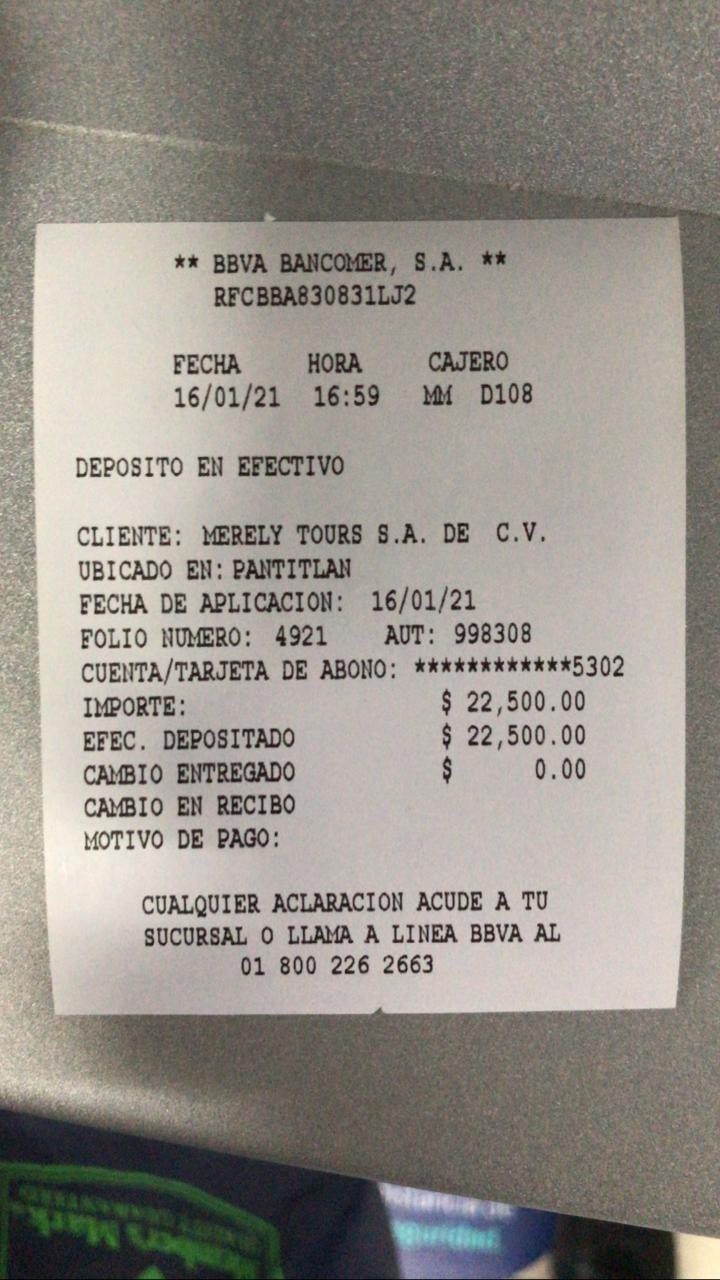 ** BBVA BANCOMER, S.A. **
RFCBBA830831LJ2
FECHA HORA CAJERO
16/01/21 16:59 MM D108
DEPOSITO EN EFECTIVO
CLIENTE: MERELY TOURS S.A. DE C.V.
UBICADO EN: PANTITLAN
FECHA DE APLICACION: 16/01/21
FOLIO NUMERO: 4921 AUT: 998308
CUENTA/TARJETA DE ABONO: ************5302
IMPORTE: $ 22,500.00
EFEC. DEPOSITADO $ 22,500.00
CAMBIO ENTREGADO $ 0.00
CAMBIO EN RECIBO
MOTIVO DE PAGO:
CUALQUIER ACLARACION ACUDE A TU
SUCURSAL O LLAMA A LINEA BBVA AL
01 800 226 2663
Member's Mark